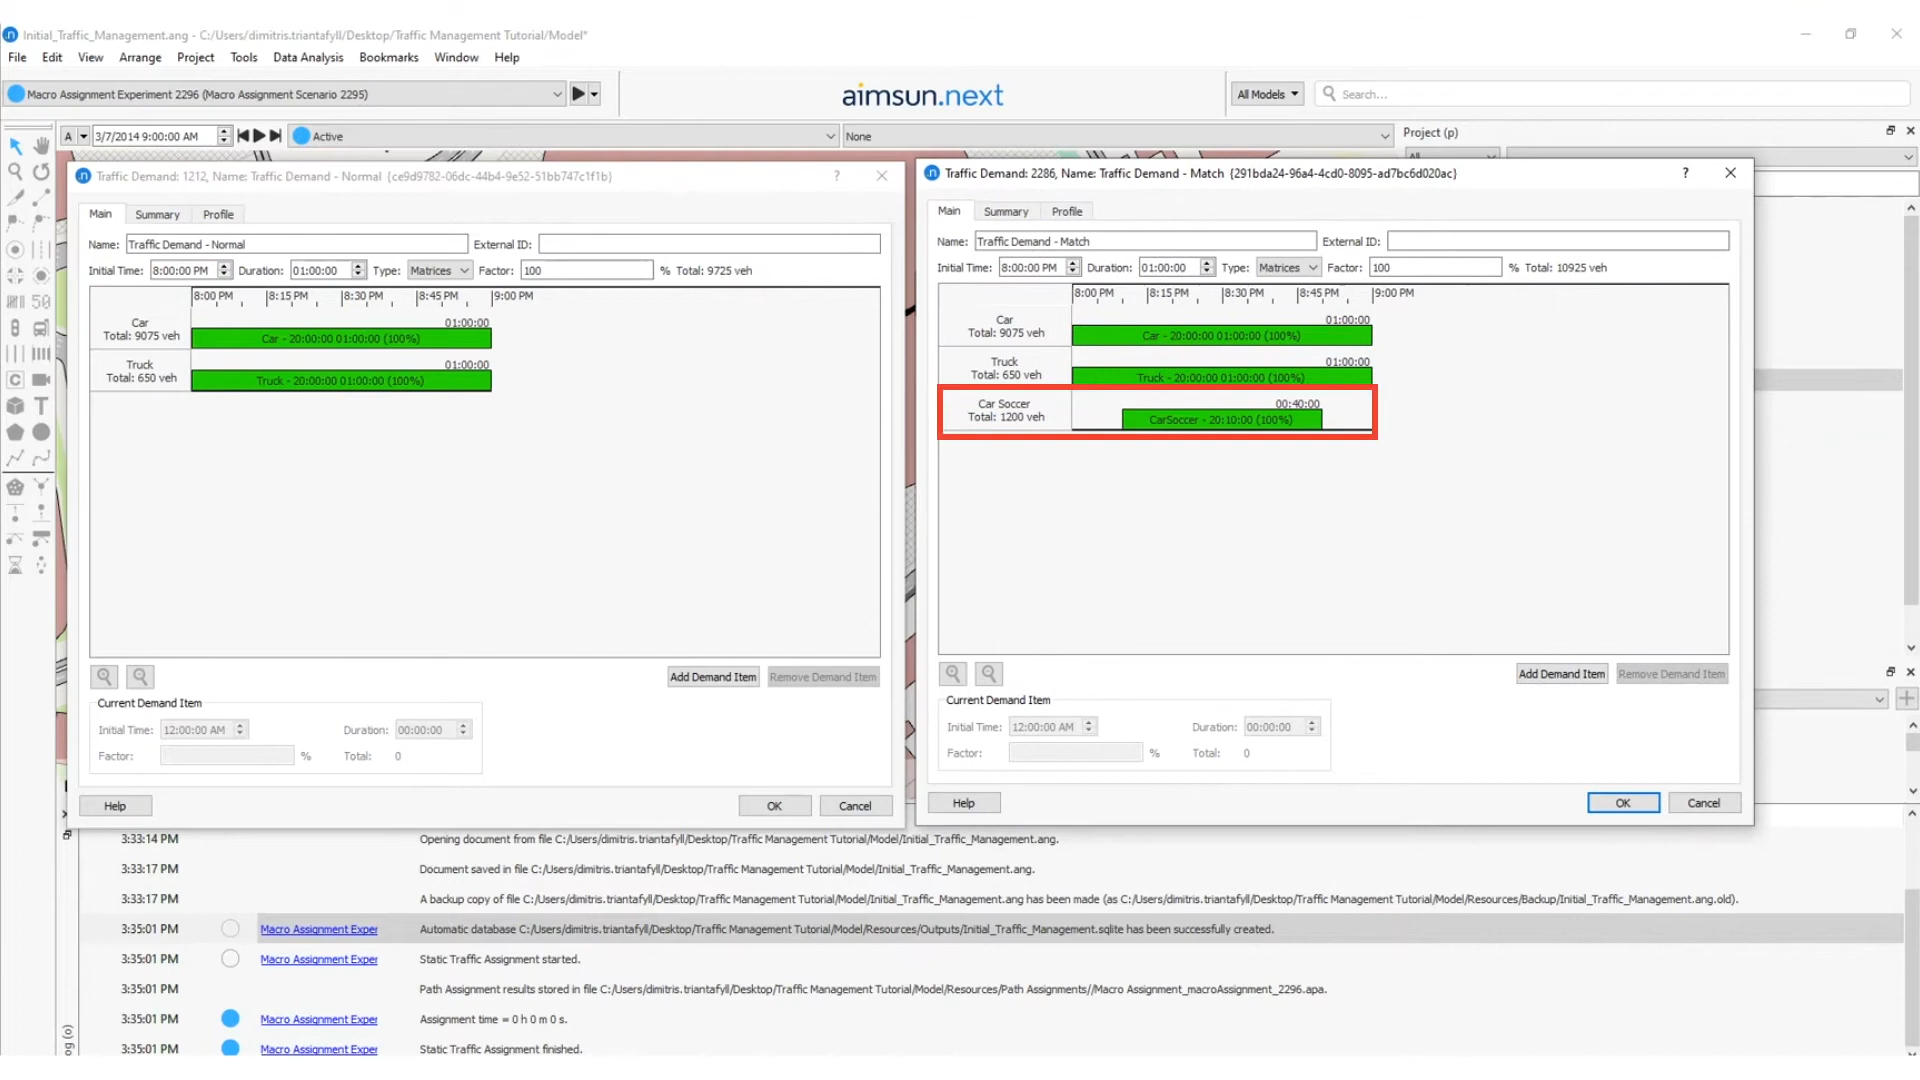 Initial_Traffic_Management.ang - C:/Users/dimitris.triantafyll/Desktop/Traffic Management Tutorial/Model*
File Edit View Arrange Project Tools Data Analysis Bookmarks Window Help
Macro Assignment Experiment 2296 (Macro Assignment Scenario 2295)
aimsun.next
All Models
Search...
A 3/7/2014 9:00:00 AM Active None
Project (p)
All
Traffic Demand: 1212, Name: Traffic Demand - Normal {ce9d9782-06dc-44b4-9e52-51bb747c1f1b} ?
Main Summary Profile
Name: Traffic Demand - Normal External ID:
Initial Time: 8:00:00 PM Duration: 01:00:00 Type: Matrices Factor: 100 % Total: 9725 veh
8:00 PM 8:15 PM 8:30 PM 8:45 PM 9:00 PM
Car 01:00:00
Total: 9075 veh Car - 20:00:00 01:00:00 (100%)
Truck 01:00:00
Total: 650 veh Truck - 20:00:00 01:00:00 (100%)
Add Demand Item Remove Demand Item
Current Demand Item
Initial Time: 12:00:00 AM Duration: 00:00:00
Factor: % Total: 0
Help OK Cancel
Traffic Demand: 2286, Name: Traffic Demand - Match {291bda24-96a4-4cd0-8095-ad7bc6d020ac} ?
Main Summary Profile
Name: Traffic Demand - Match External ID:
Initial Time: 8:00:00 PM Duration: 01:00:00 Type: Matrices Factor: 100 % Total: 10925 veh
8:00 PM 8:15 PM 8:30 PM 8:45 PM 9:00 PM
Car 01:00:00
Total: 9075 veh Car - 20:00:00 01:00:00 (100%)
Truck 01:00:00
Total: 650 veh Truck - 20:00:00 01:00:00 (100%)
Car Soccer 00:40:00
Total: 1200 veh CarSoccer - 20:10:00 (100%)
Add Demand Item Remove Demand Item
Current Demand Item
Initial Time: 12:00:00 AM Duration: 00:00:00
Factor: % Total: 0
Help OK Cancel
3:33:14 PM Opening document from file C:/Users/dimitris.triantafyll/Desktop/Traffic Management Tutorial/Model/Initial_Traffic_Management.ang.
3:33:17 PM Document saved in file C:/Users/dimitris.triantafyll/Desktop/Traffic Management Tutorial/Model/Initial_Traffic_Management.ang.
3:33:17 PM A backup copy of file C:/Users/dimitris.triantafyll/Desktop/Traffic Management Tutorial/Model/Initial_Traffic_Management.ang has been made (as C:/Users/dimitris.triantafyll/Desktop/Traffic Management Tutorial/Model/Resources/Backup/Initial_Traffic_Management.ang.old).
3:35:01 PM Macro Assignment Exper Automatic database C:/Users/dimitris.triantafyll/Desktop/Traffic Management Tutorial/Model/Resources/Outputs/Initial_Traffic_Management.sqlite has been successfully created.
3:35:01 PM Macro Assignment Exper Static Traffic Assignment started.
3:35:01 PM Path Assignment results stored in file C:/Users/dimitris.triantafyll/Desktop/Traffic Management Tutorial/Model/Resources/Path Assignments//Macro Assignment_macroAssignment_2296.apa.
3:35:01 PM Macro Assignment Exper Assignment time = 0 h 0 m 0 s.
3:35:01 PM Macro Assignment Exper Static Traffic Assignment finished.